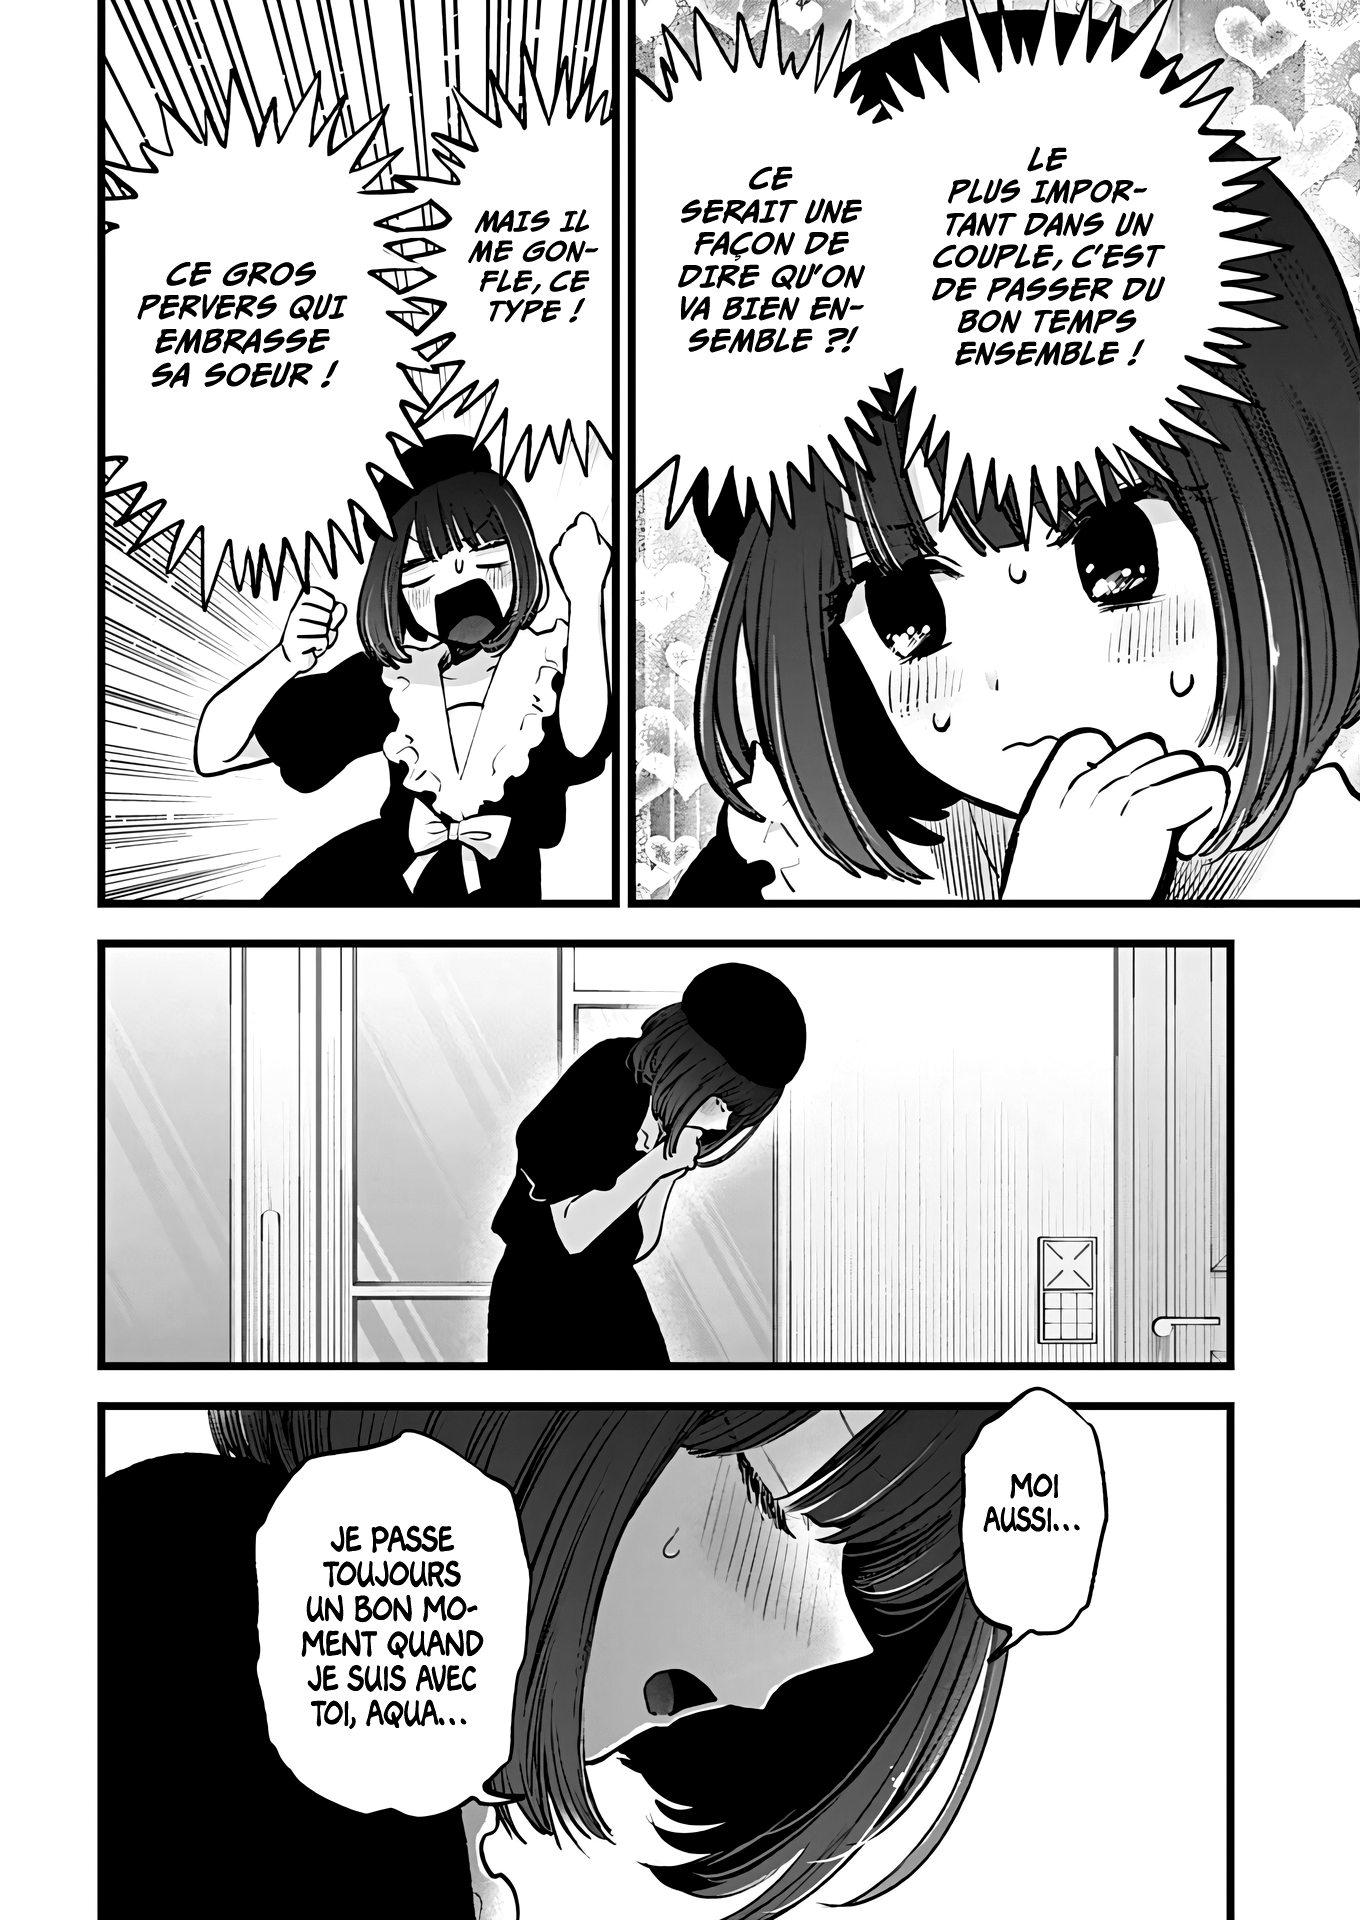 LE
PLUS IMPOR-
TANT DANS UN
COUPLE, C'EST
DE PASSER DU
BON TEMPS
ENSEMBLE !
CE
SERAIT UNE
FAÇON DE
DIRE QU'ON
VA BIEN EN-
SEMBLE ?!
MAIS IL
ME GON-
FLE, CE
TYPE !
CE GROS
PERVERS QUI
EMBRASSE
SA SOEUR !
MOI
AUSSI...
JE PASSE
TOUJOURS
UN BON MO-
MENT QUAND
JE SUIS AVEC
TOI, AQUA...